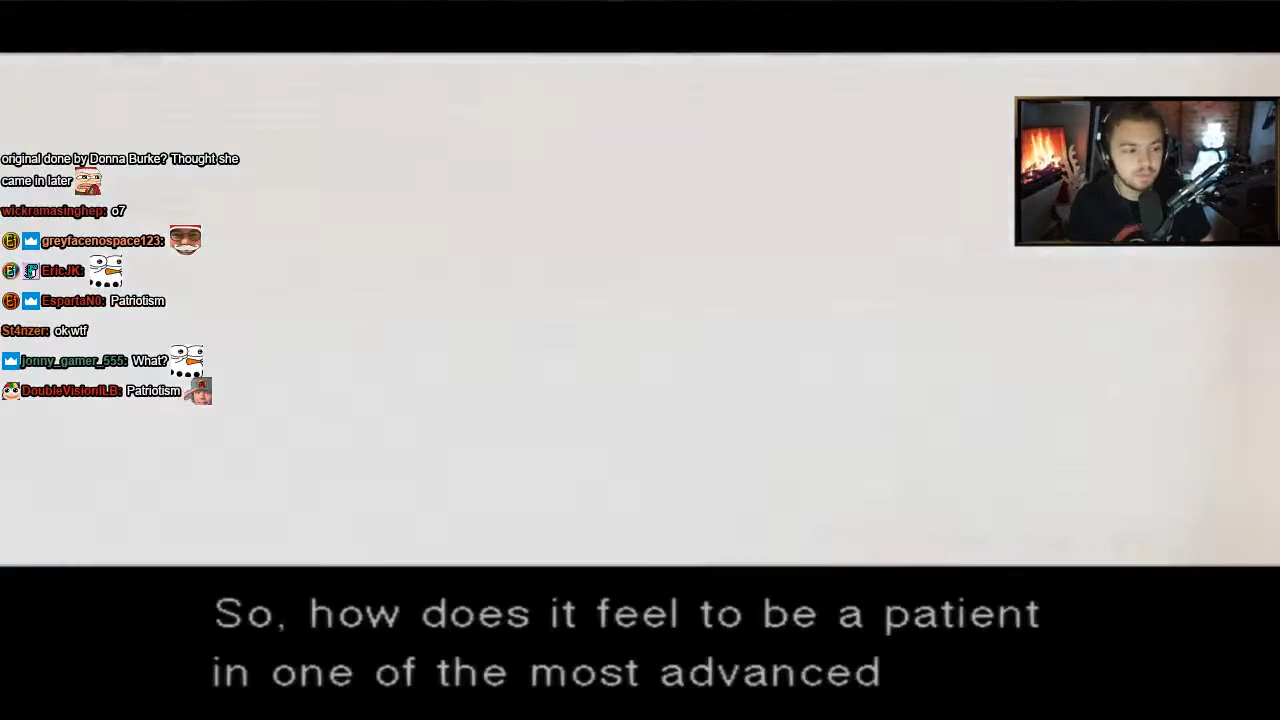 original done by Donna Burke? Thought she
came in later
wickramasinghep: o7
greyfacenospace123:
EricJK:
EspartaN0: Patriotism
St4nzer: ok wtf
jonny_gamer_555: What?
DoubleVisionILB: Patriotism
So, how does it feel to be a patient
in one of the most advanced